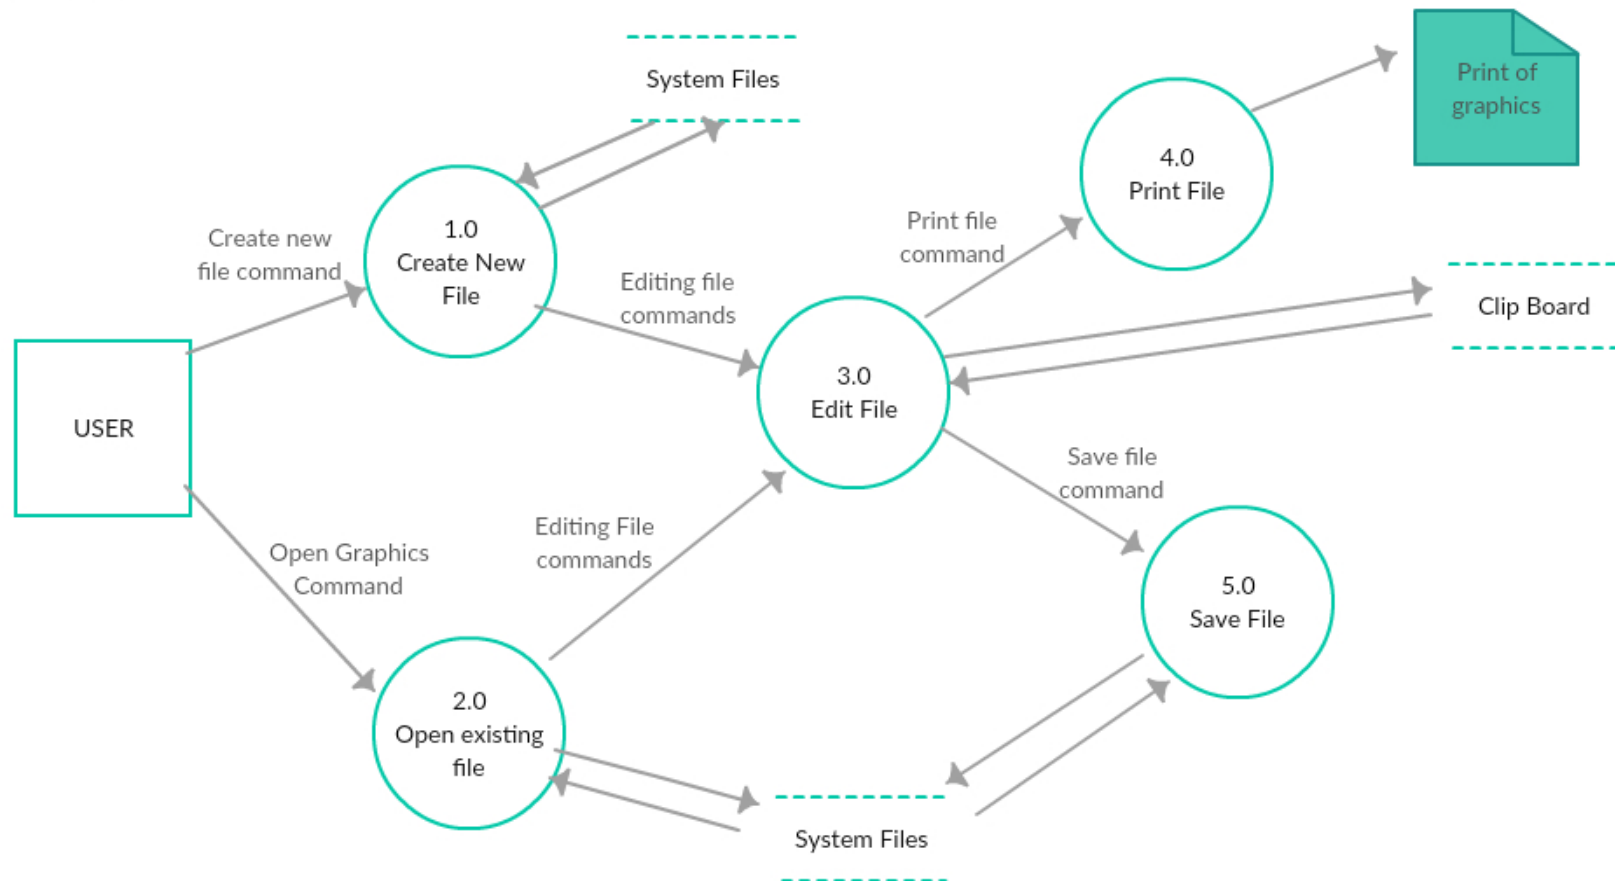 System Files
Print of
graphics
4.0
Print File
Create new
file command
1.0
Create New
File
Print file
command
Editing file
commands
Clip Board
3.0
Edit File
USER
Save file
command
Editing File
commands
Open Graphics
Command
5.0
Save File
2.0
Open existing
file
System Files